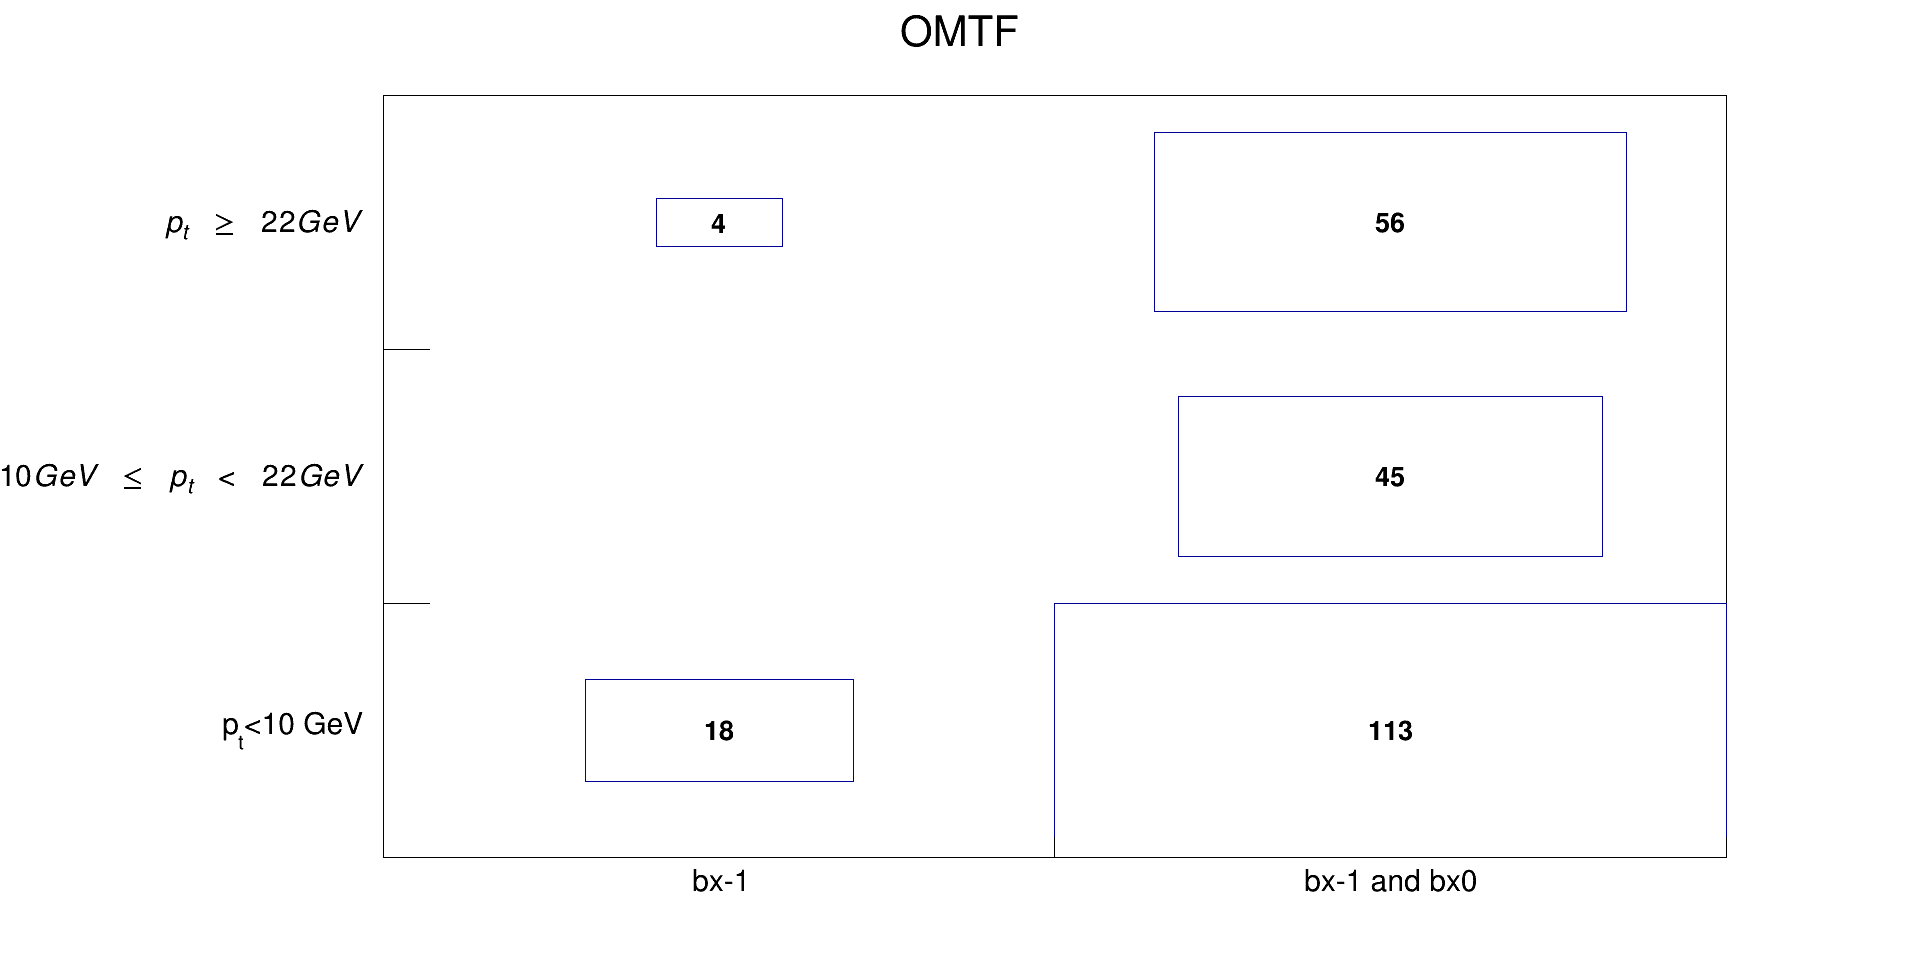 OMTF
p_t ≥ 22GeV
4
56
10GeV ≤ p_t < 22GeV
45
p_t<10 GeV
18
113
bx-1
bx-1 and bx0